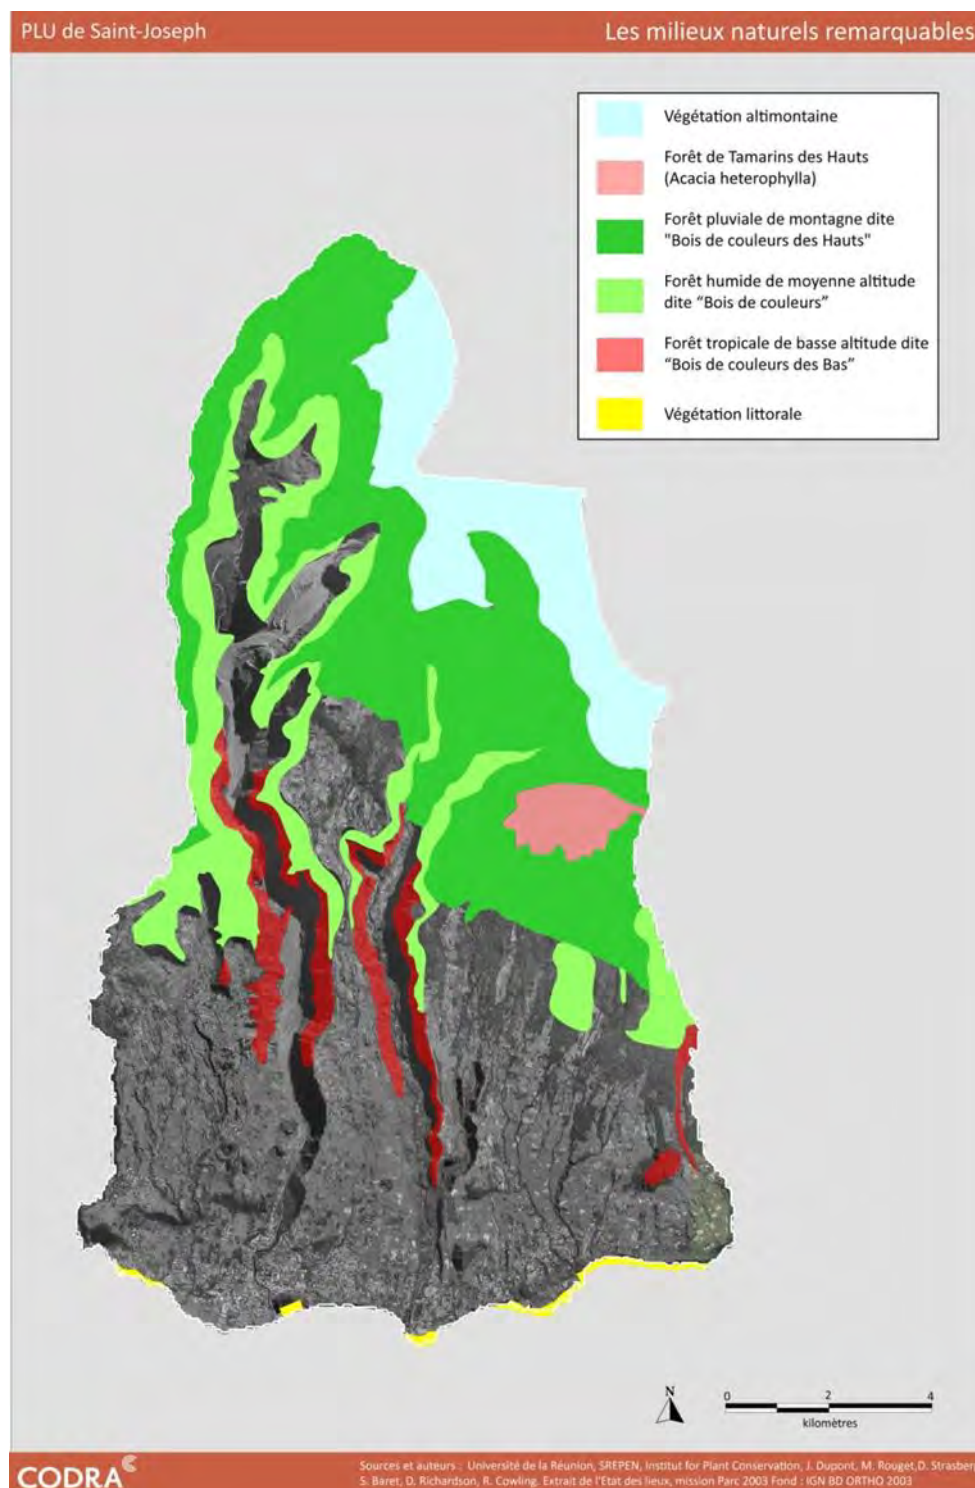 PLU de Saint-Joseph
Les milieux naturels remarquables
Végétation altimontaine
Forêt de Tamarins des Hauts
(Acacia heterophylla)
Forêt pluviale de montagne dite
"Bois de couleurs des Hauts"
Forêt humide de moyenne altitude
dite “Bois de couleurs”
Forêt tropicale de basse altitude dite
“Bois de couleurs des Bas”
Végétation littorale
N
0 2 4
kilomètres
CODRA
Sources et auteurs : Université de la Réunion, SREPEN, Institut for Plant Conservation, J. Dupont, M. Rouget,D. Strasberg
S. Baret, D. Richardson, R. Cowling. Extrait de l'Etat des lieux, mission Parc 2003 Fond : IGN BD ORTHO 2003